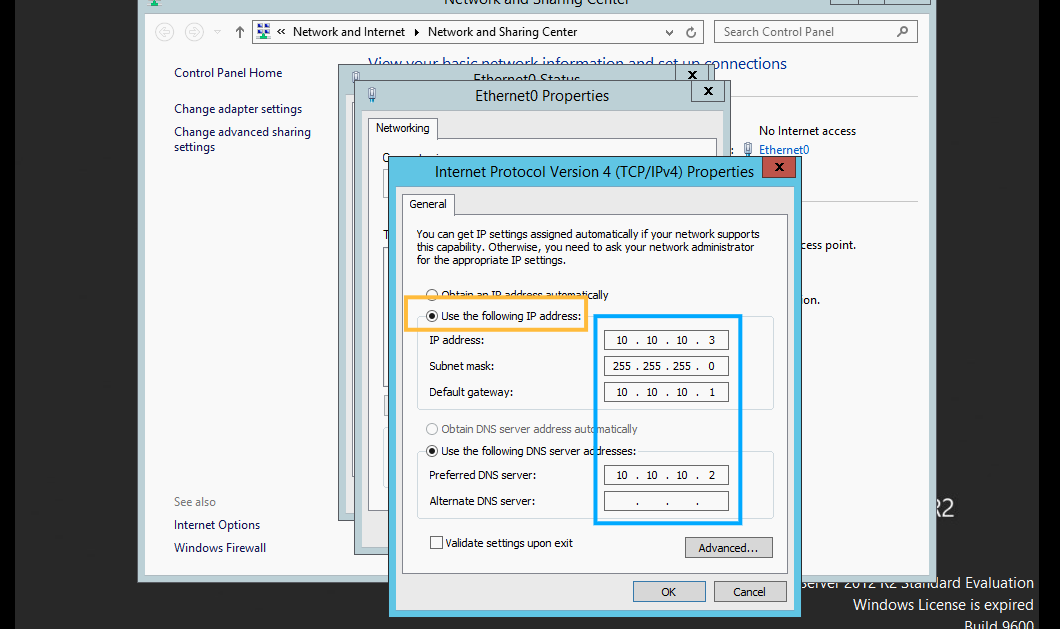 Network and Sharing Center
« Network and Internet Network and Sharing Center
Search Control Panel
Control Panel Home
Change adapter settings
Change advanced sharing
settings
View your basic network information and set up connections
Ethernet0 Status
X
Ethernet0 Properties
X
Networking
No Internet access
Ethernet0
Internet Protocol Version 4 (TCP/IPv4) Properties
X
General
You can get IP settings assigned automatically if your network supports
this capability. Otherwise, you need to ask your network administrator
for the appropriate IP settings.
Obtain an IP address automatically
Use the following IP address:
IP address: 10 . 10 . 10 . 3
Subnet mask: 255 . 255 . 255 . 0
Default gateway: 10 . 10 . 10 . 1
Obtain DNS server address automatically
Use the following DNS server addresses:
Preferred DNS server: 10 . 10 . 10 . 2
Alternate DNS server: . . .
Validate settings upon exit
Advanced...
OK
Cancel
point.
See also
Internet Options
Windows Firewall
R2
Server 2012 R2 Standard Evaluation
Windows License is expired
Build 9600